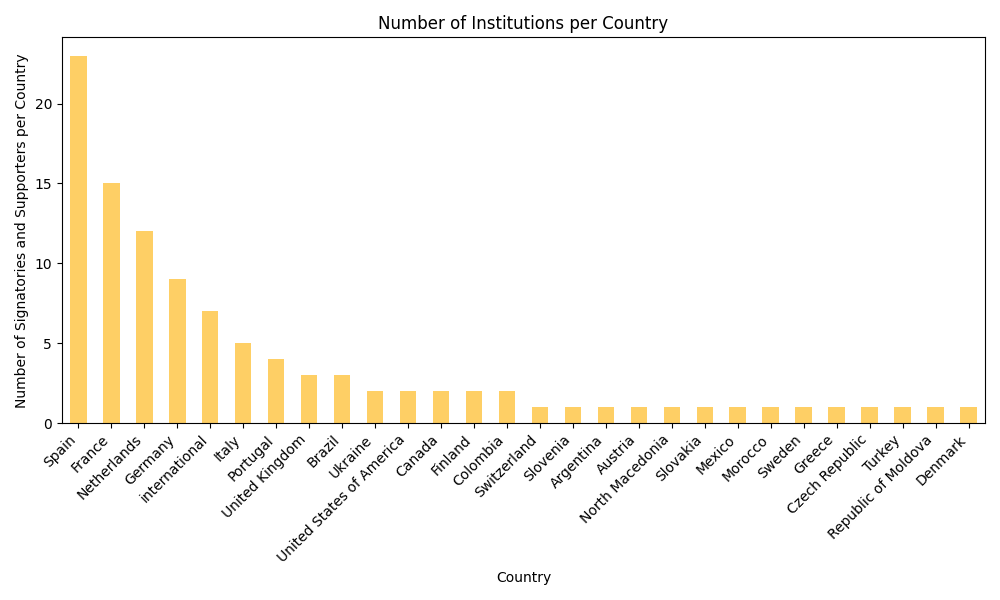 Number of Institutions per Country
Number of Signatories and Supporters per Country
20
15
10
5
0
Spain
France
Netherlands
Germany
international
Italy
Portugal
United Kingdom
Brazil
Ukraine
United States of America
Canada
Finland
Colombia
Switzerland
Slovenia
Argentina
Austria
North Macedonia
Slovakia
Mexico
Morocco
Sweden
Greece
Czech Republic
Turkey
Republic of Moldova
Denmark
Country